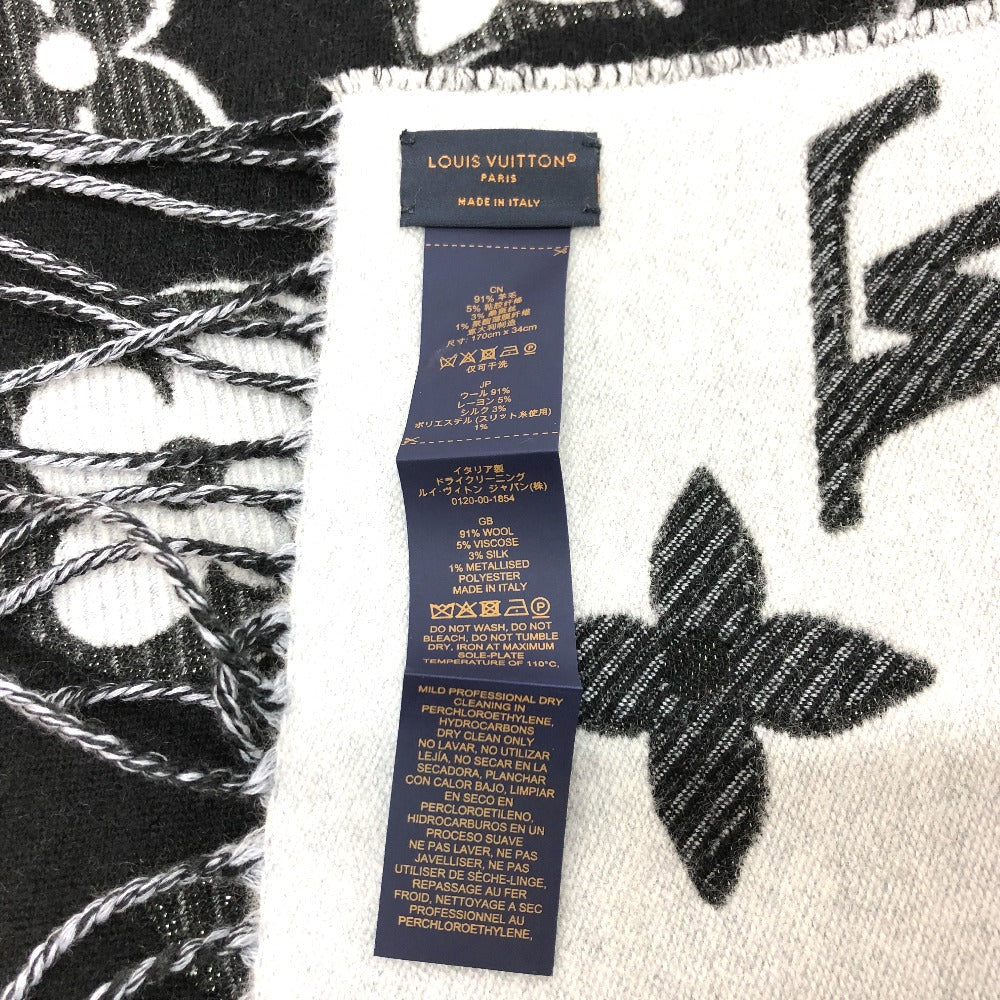 LOUIS VUITTON®
PARIS
MADE IN ITALY
CN
91% 羊毛
5% 粘胶纤维
3% 桑蚕丝
1% 聚酯薄膜纤维
意大利制造
尺寸: 170cm × 34cm
仅可干洗
JP
ウール 91%
レーヨン 5%
シルク 3%
ポリエステル (スリット糸使用)
1%
イタリア製
ドライクリーニング
ルイ・ヴィトン ジャパン(株)
0120-00-1854
GB
91% WOOL
5% VISCOSE
3% SILK
1% METALLISED
POLYESTER
MADE IN ITALY
DO NOT WASH, DO NOT
BLEACH, DO NOT TUMBLE
DRY, IRON AT MAXIMUM
SOLE-PLATE
TEMPERATURE OF 110°C,
MILD PROFESSIONAL DRY
CLEANING IN
PERCHLOROETHYLENE,
HYDROCARBONS
DRY CLEAN ONLY
NO LAVAR, NO UTILIZAR
LEJÍA, NO SECAR EN LA
SECADORA, PLANCHAR
CON CALOR BAJO, LIMPIAR
EN SECO EN
PERCLOROETILENO,
HIDROCARBUROS EN UN
PROCESO SUAVE
NE PAS LAVER, NE PAS
JAVELLISER, NE PAS
UTILISER DE SÈCHE-LINGE,
REPASSAGE AU FER
FROID, NETTOYAGE A SEC
PROFESSIONNEL AU
PERCHLOROETHYLENE,